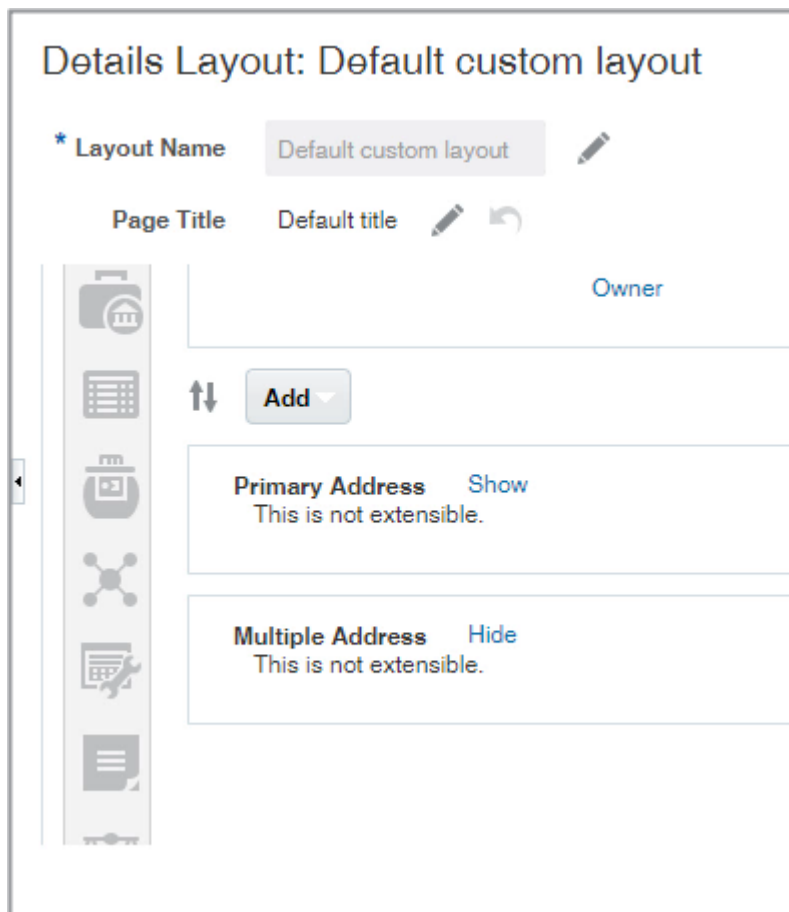 Details Layout: Default custom layout
* Layout Name Default custom layout
Page Title Default title
Owner
Add
Primary Address Show
This is not extensible.
Multiple Address Hide
This is not extensible.